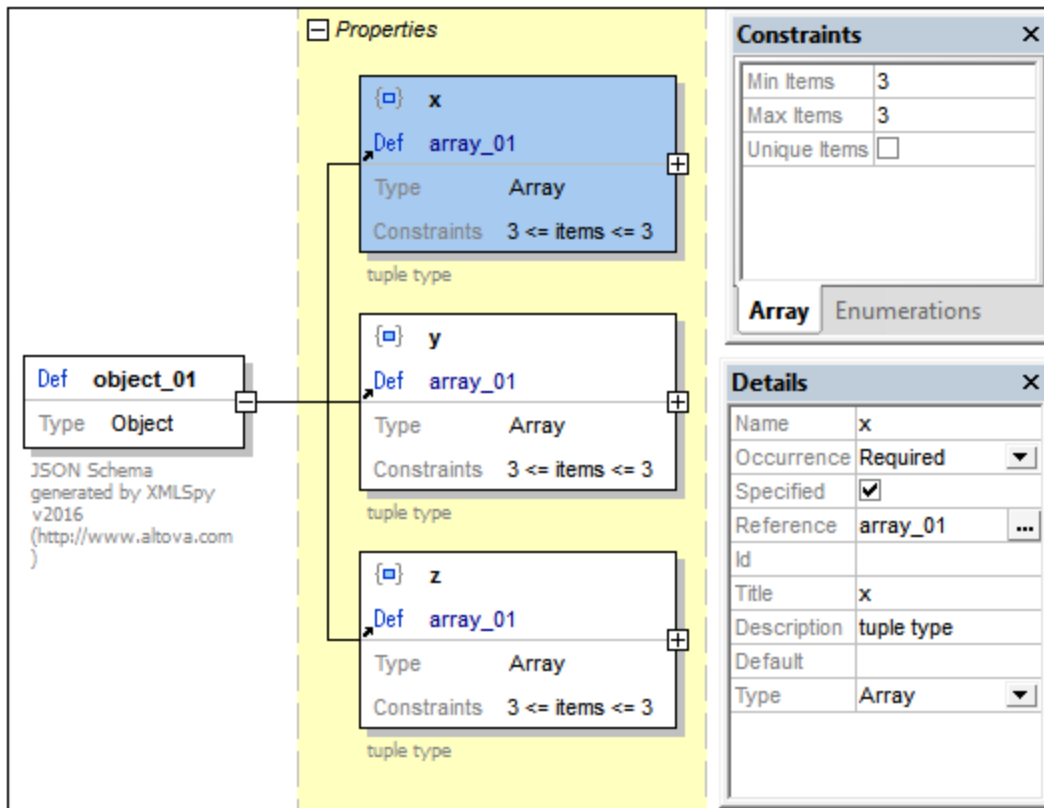 Properties
x
Def array_01
Type Array
Constraints 3 <= items <= 3
tuple type
y
Def array_01
Type Array
Constraints 3 <= items <= 3
tuple type
z
Def array_01
Type Array
Constraints 3 <= items <= 3
tuple type
Def object_01
Type Object
JSON Schema
generated by XMLSpy
v2016
(http://www.altova.com
)
Constraints
Min Items 3
Max Items 3
Unique Items
Array Enumerations
Details
Name x
Occurrence Required
Specified
Reference array_01 ...
Id
Title x
Description tuple type
Default
Type Array